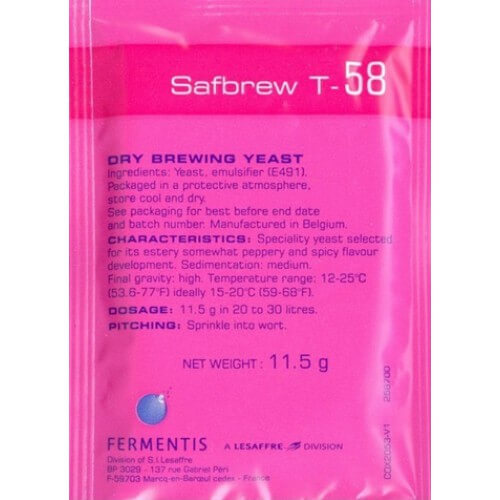 Safbrew T-58
DRY BREWING YEAST
Ingredients: Yeast, emulsifier (E491).
Packaged in a protective atmosphere,
store cool and dry.
See packaging for best before end date
and batch number. Manufactured in Belgium.
CHARACTERISTICS: Speciality yeast selected
for its estery somewhat peppery and spicy flavour
development. Sedimentation: medium.
Final gravity: high. Temperature range: 12-25°C
(53.6-77°F) ideally 15-20°C (59-68°F).
DOSAGE: 11.5 g in 20 to 30 litres.
PITCHING: Sprinkle into wort.
NET WEIGHT: 11.5 g
FERMENTIS A LESAFFRE DIVISION
Division of S.I.Lesaffre
BP 3029 - 137 rue Gabriel Péri
F-59703 Marcq-en-Barœul cedex - France